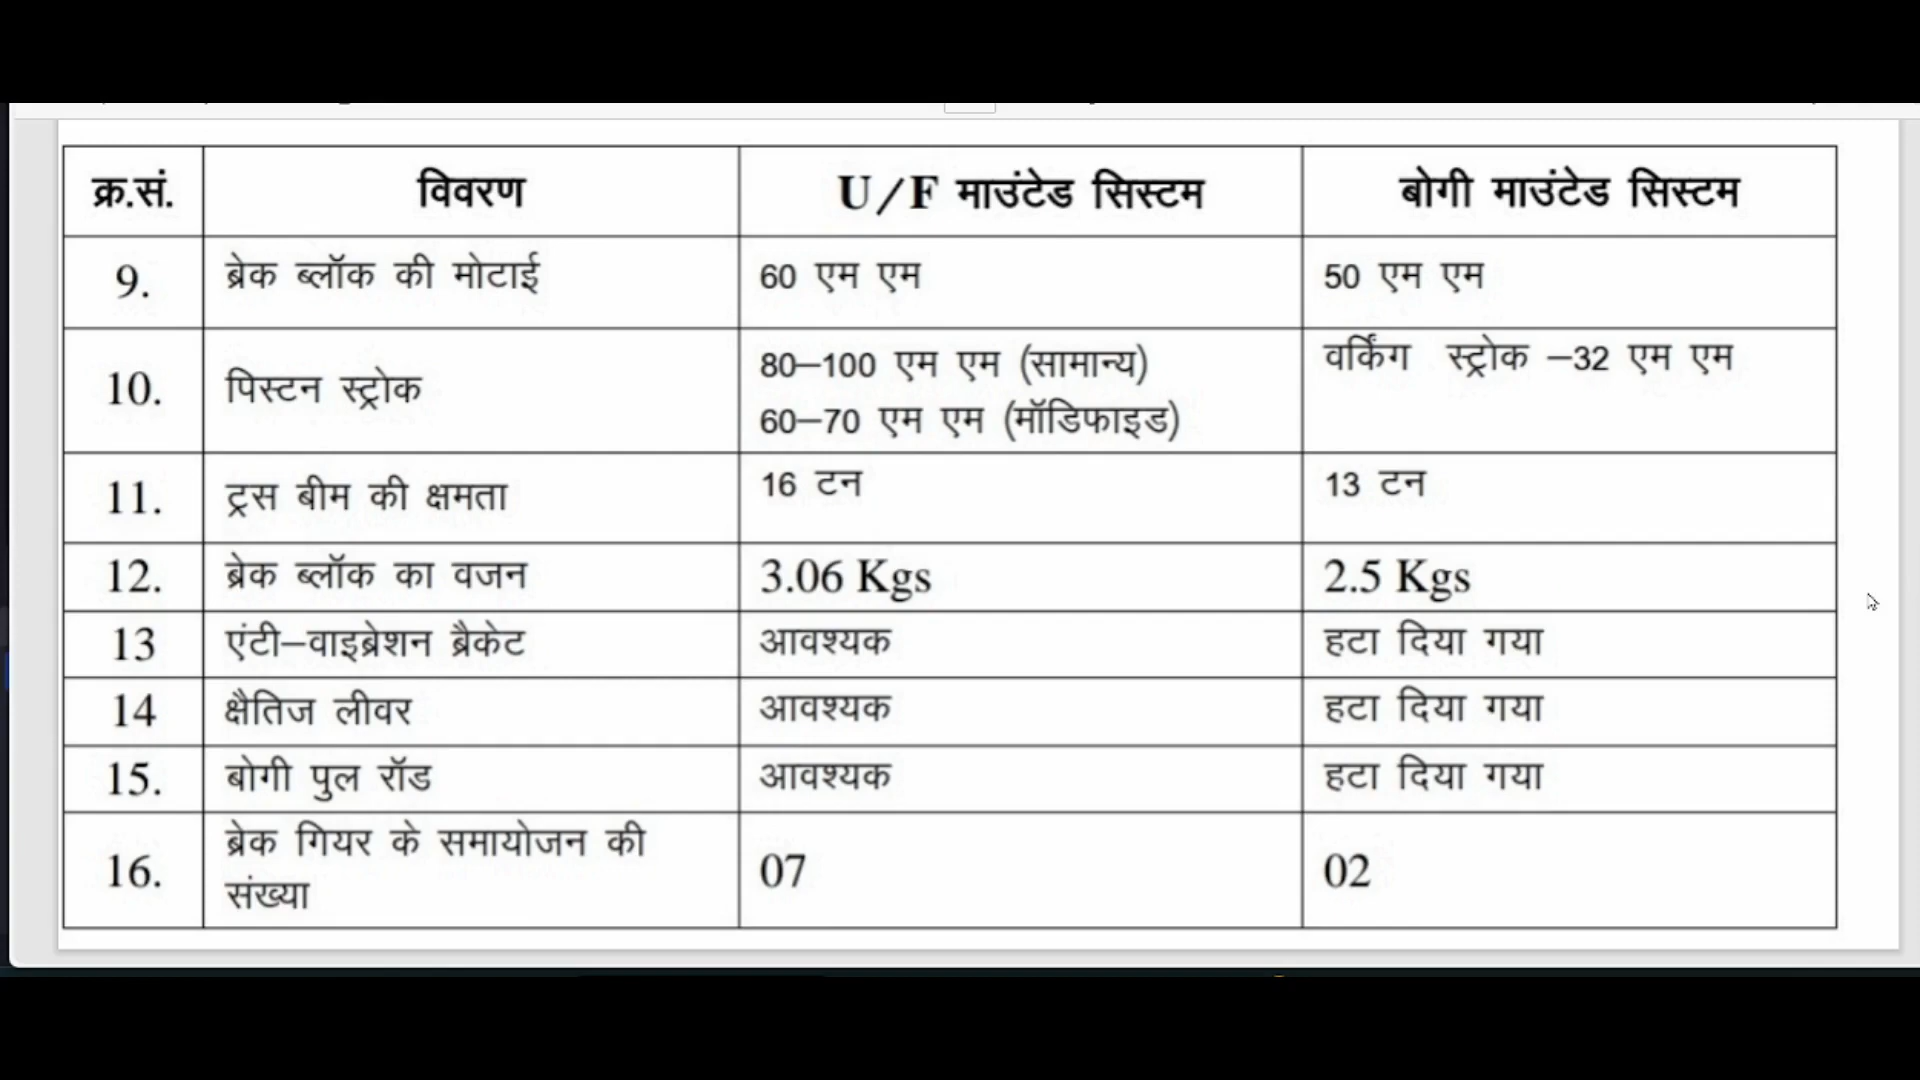 क्र.सं. विवरण U/F माउंटेड सिस्टम बोगी माउंटेड सिस्टम
9. ब्रेक ब्लॉक की मोटाई 60 एम एम 50 एम एम
10. पिस्टन स्ट्रोक 80–100 एम एम (सामान्य) वर्किंग स्ट्रोक –32 एम एम
60–70 एम एम (मॉडिफाइड)
11. ट्रस बीम की क्षमता 16 टन 13 टन
12. ब्रेक ब्लॉक का वजन 3.06 Kgs 2.5 Kgs
13 एंटी–वाइब्रेशन ब्रैकेट आवश्यक हटा दिया गया
14 क्षैतिज लीवर आवश्यक हटा दिया गया
15. बोगी पुल रॉड आवश्यक हटा दिया गया
16. ब्रेक गियर के समायोजन की 07 02
संख्या